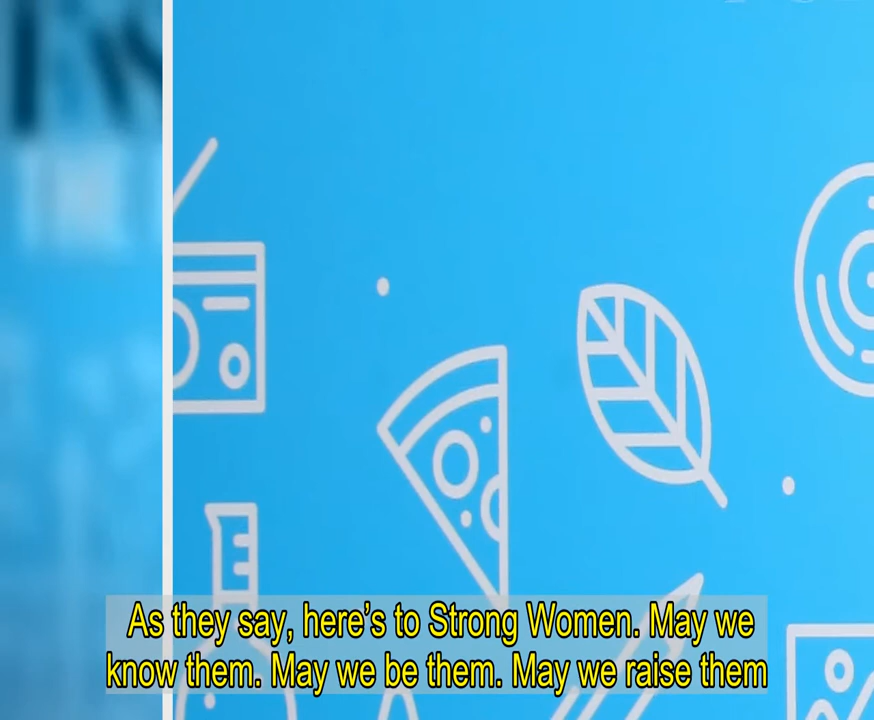 As they say, here's to Strong Women. May we
know them. May we be them. May we raise them